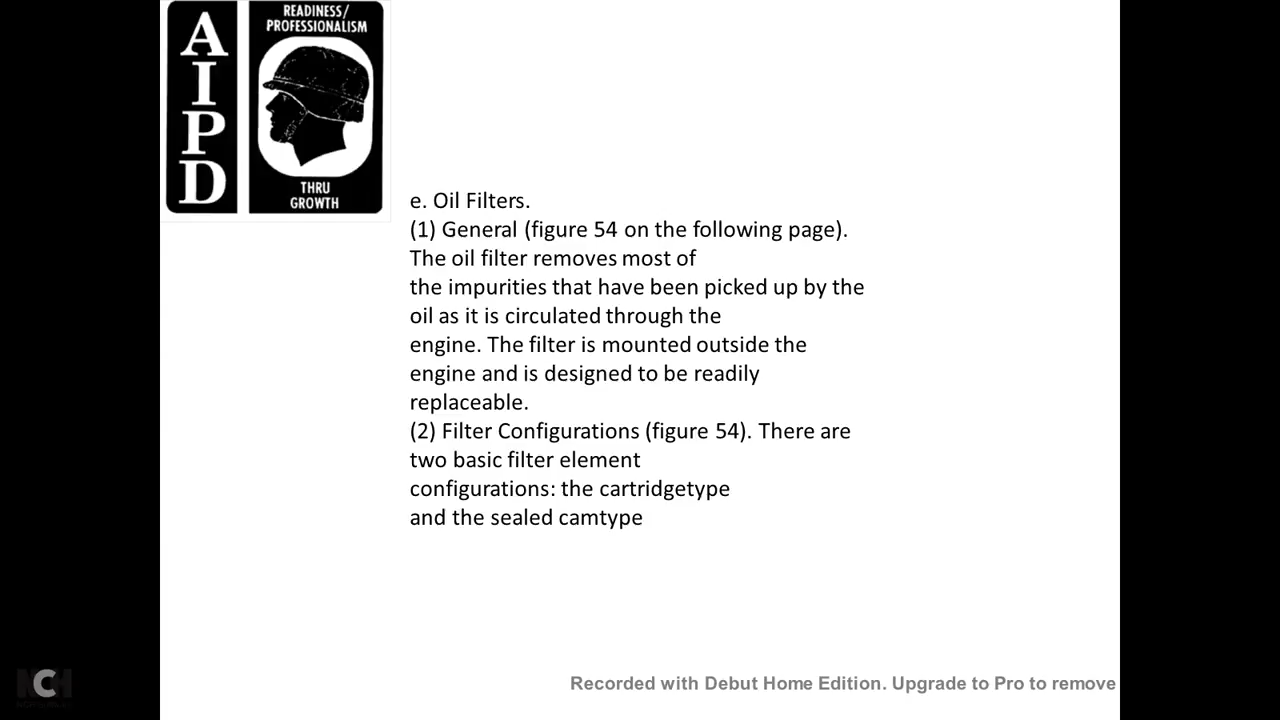 AIPD
READINESS/
PROFESSIONALISM
THRU
GROWTH
e. Oil Filters.
(1) General (figure 54 on the following page).
The oil filter removes most of
the impurities that have been picked up by the
oil as it is circulated through the
engine. The filter is mounted outside the
engine and is designed to be readily
replaceable.
(2) Filter Configurations (figure 54). There are
two basic filter element
configurations: the cartridgetype
and the sealed camtype
Recorded with Debut Home Edition. Upgrade to Pro to remove